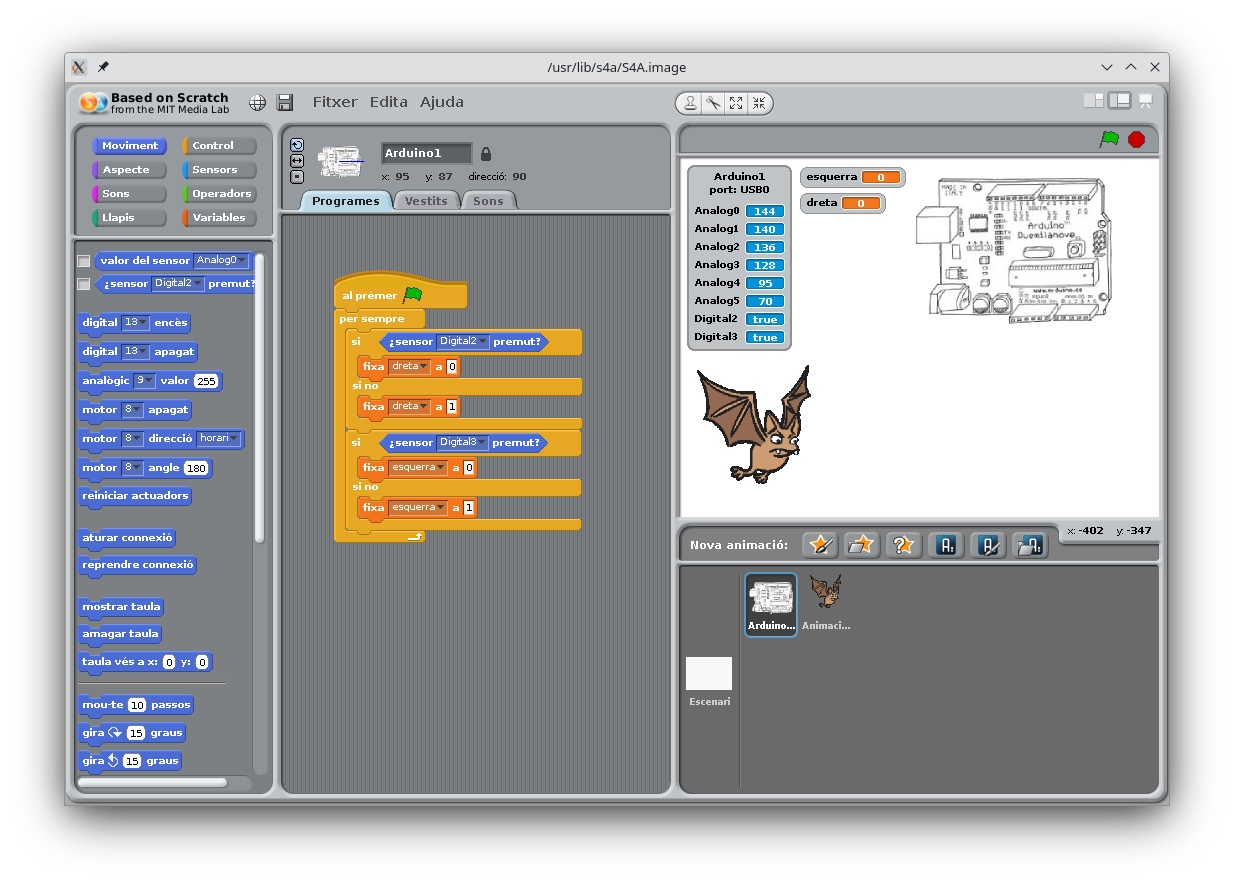 /usr/lib/s4a/S4A.image
Based on Scratch
from the MIT Media Lab
Fitxer Edita Ajuda
Moviment Control
Aspecte Sensors
Sons Operadors
Llapis Variables
valor del sensor Analog0
¿sensor Digital2 premut?
digital 13 encès
digital 13 apagat
analògic 9 valor 255
motor 8 apagat
motor 8 direcció horari
motor 8 angle 180
reiniciar actuadors
aturar connexió
reprendre connexió
mostrar taula
amagar taula
taula vés a x: 0 y: 0
mou-te 10 passos
gira 15 graus
gira 15 graus
Arduino1
x: 95 y: 87 direcció: 90
Programes Vestits Sons
al prémer
per sempre
si ¿sensor Digital2 premut?
fixa dreta a 0
si no
fixa dreta a 1
si ¿sensor Digital3 premut?
fixa esquerra a 0
si no
fixa esquerra a 1
Arduino1
port: USB0
Analog0 144
Analog1 140
Analog2 136
Analog3 128
Analog4 95
Analog5 70
Digital2 true
Digital3 true
esquerra 0
dreta 0
MADE IN
ITALY
DIGITAL
Arduino
Duemilanove
www.arduino.cc
POWER ANALOG IN
x: -402 y: -347
Nova animació:
Arduino...
Animaci...
Escenari